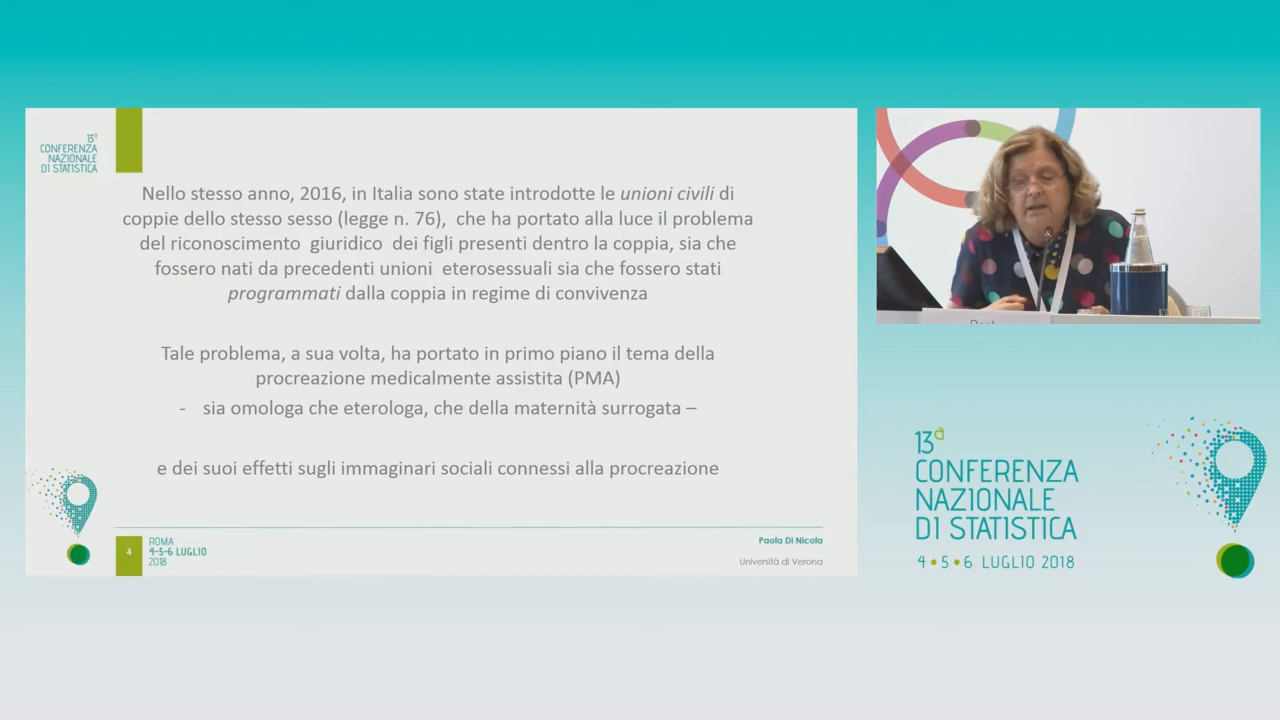 13a
CONFERENZA
NAZIONALE
DI STATISTICA
Nello stesso anno, 2016, in Italia sono state introdotte le unioni civili di
coppie dello stesso sesso (legge n. 76), che ha portato alla luce il problema
del riconoscimento giuridico dei figli presenti dentro la coppia, sia che
fossero nati da precedenti unioni eterosessuali sia che fossero stati
programmati dalla coppia in regime di convivenza
Tale problema, a sua volta, ha portato in primo piano il tema della
procreazione medicalmente assistita (PMA)
- sia omologa che eterologa, che della maternità surrogata –
e dei suoi effetti sugli immaginari sociali connessi alla procreazione
4
ROMA
4-5-6 LUGLIO
2018
Paola Di Nicola
Università di Verona
13a
CONFERENZA
NAZIONALE
DI STATISTICA
4 • 5 • 6 LUGLIO 2018